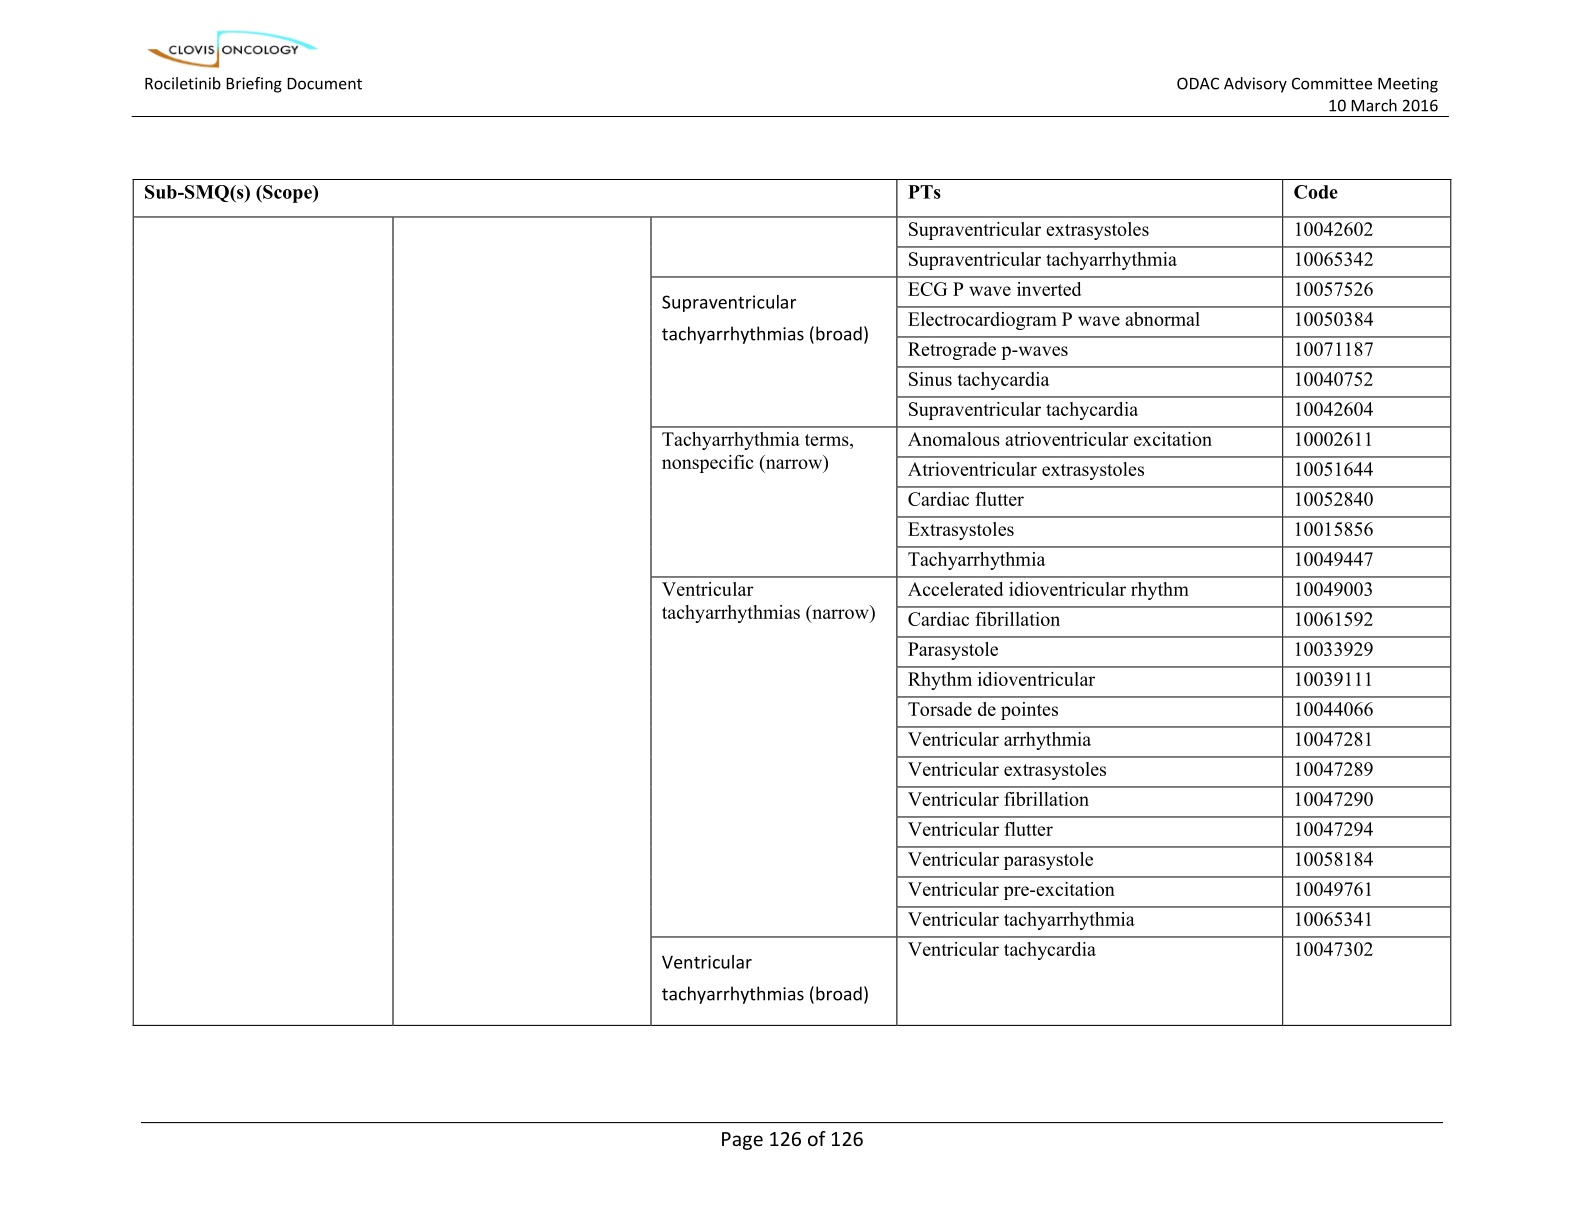 CLOVIS ONCOLOGY
Rociletinib Briefing Document
ODAC Advisory Committee Meeting
10 March 2016
Sub-SMQ(s) (Scope) PTs Code
Supraventricular extrasystoles 10042602
Supraventricular tachyarrhythmia 10065342
Supraventricular
tachyarrhythmias (broad)
ECG P wave inverted 10057526
Electrocardiogram P wave abnormal 10050384
Retrograde p-waves 10071187
Sinus tachycardia 10040752
Supraventricular tachycardia 10042604
Tachyarrhythmia terms,
nonspecific (narrow)
Anomalous atrioventricular excitation 10002611
Atrioventricular extrasystoles 10051644
Cardiac flutter 10052840
Extrasystoles 10015856
Tachyarrhythmia 10049447
Ventricular
tachyarrhythmias (narrow)
Accelerated idioventricular rhythm 10049003
Cardiac fibrillation 10061592
Parasystole 10033929
Rhythm idioventricular 10039111
Torsade de pointes 10044066
Ventricular arrhythmia 10047281
Ventricular extrasystoles 10047289
Ventricular fibrillation 10047290
Ventricular flutter 10047294
Ventricular parasystole 10058184
Ventricular pre-excitation 10049761
Ventricular tachyarrhythmia 10065341
Ventricular
tachyarrhythmias (broad)
Ventricular tachycardia 10047302
Page 126 of 126